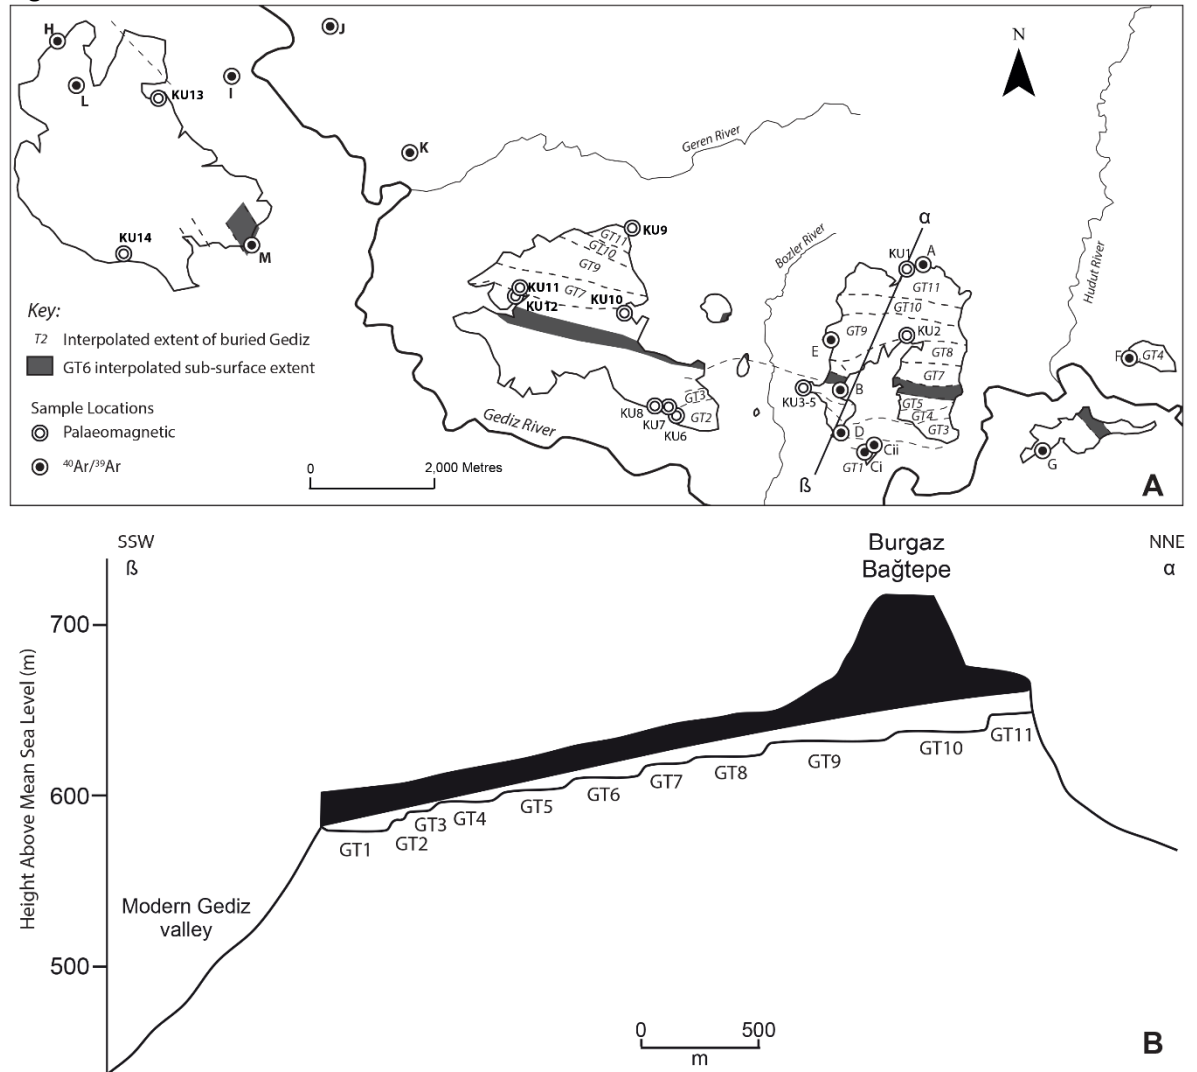 H
J
N
L
I
KU13
K
Geren River
α
KU14
M
KU9
GT11
GT10
GT9
GT7
KU11
KU12
KU10
Bozler River
KU1
A
GT11
GT10
Hudut River
E
GT9
KU2
GT8
GT7
F
GT4
Key:
T2 Interpolated extent of buried Gediz
GT6 interpolated sub-surface extent
Sample Locations
Palaeomagnetic
⁴⁰Ar/³⁹Ar
KU3-5
B
GT5
GT4
GT3
GT3
GT2
KU8
KU7
KU6
Gediz River
D
Cii
GT1
Ci
G
0 2,000 Metres
ß
A
SSW
ß
Burgaz
Bağtepe
NNE
α
Height Above Mean Sea Level (m)
700
600
500
GT1
GT2
GT3
GT4
GT5
GT6
GT7
GT8
GT9
GT10
GT11
Modern Gediz
valley
0 500
m
B